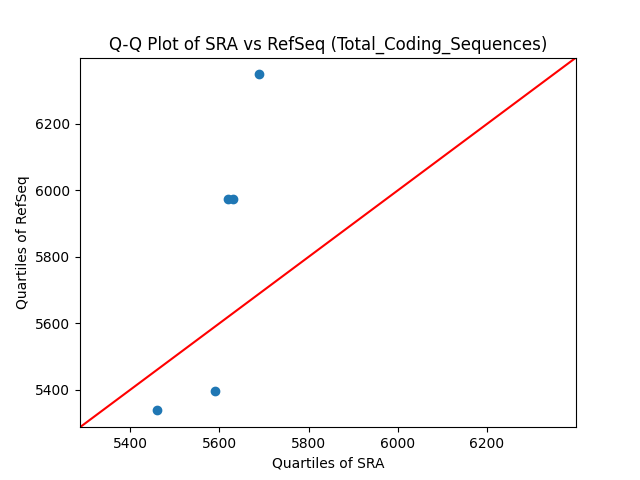 Q-Q Plot of SRA vs RefSeq (Total_Coding_Sequences)
Quartiles of RefSeq
6200
6000
5800
5600
5400
5400 5600 5800 6000 6200
Quartiles of SRA